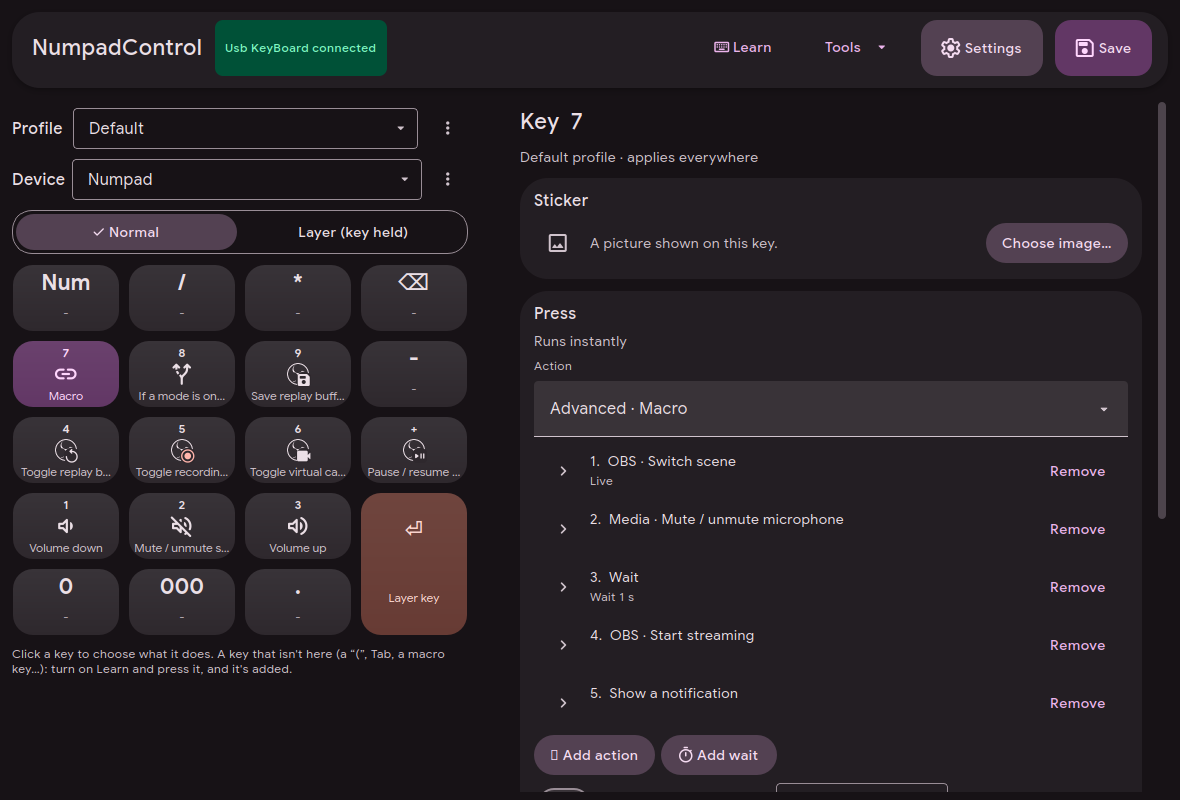 NumpadControl
Usb KeyBoard connected
Learn
Tools
Settings
Save
Profile
Default
Device
Numpad
Normal
Layer (key held)
Num
/
*
⌫
-
-
-
-
7
8
9
-
Macro
If a mode is on...
Save replay buff...
-
4
5
6
+
Toggle replay b...
Toggle recordin...
Toggle virtual ca...
Pause / resume ...
1
2
3
⏎
Volume down
Mute / unmute s...
Volume up
Layer key
0
000
.
-
-
-
Click a key to choose what it does. A key that isn't here (a “(”, Tab, a macro
key...): turn on Learn and press it, and it's added.
Key 7
Default profile · applies everywhere
Sticker
A picture shown on this key.
Choose image...
Press
Runs instantly
Action
Advanced · Macro
1. OBS · Switch scene
Live
Remove
2. Media · Mute / unmute microphone
Remove
3. Wait
Wait 1 s
Remove
4. OBS · Start streaming
Remove
5. Show a notification
Remove
Add action
Add wait